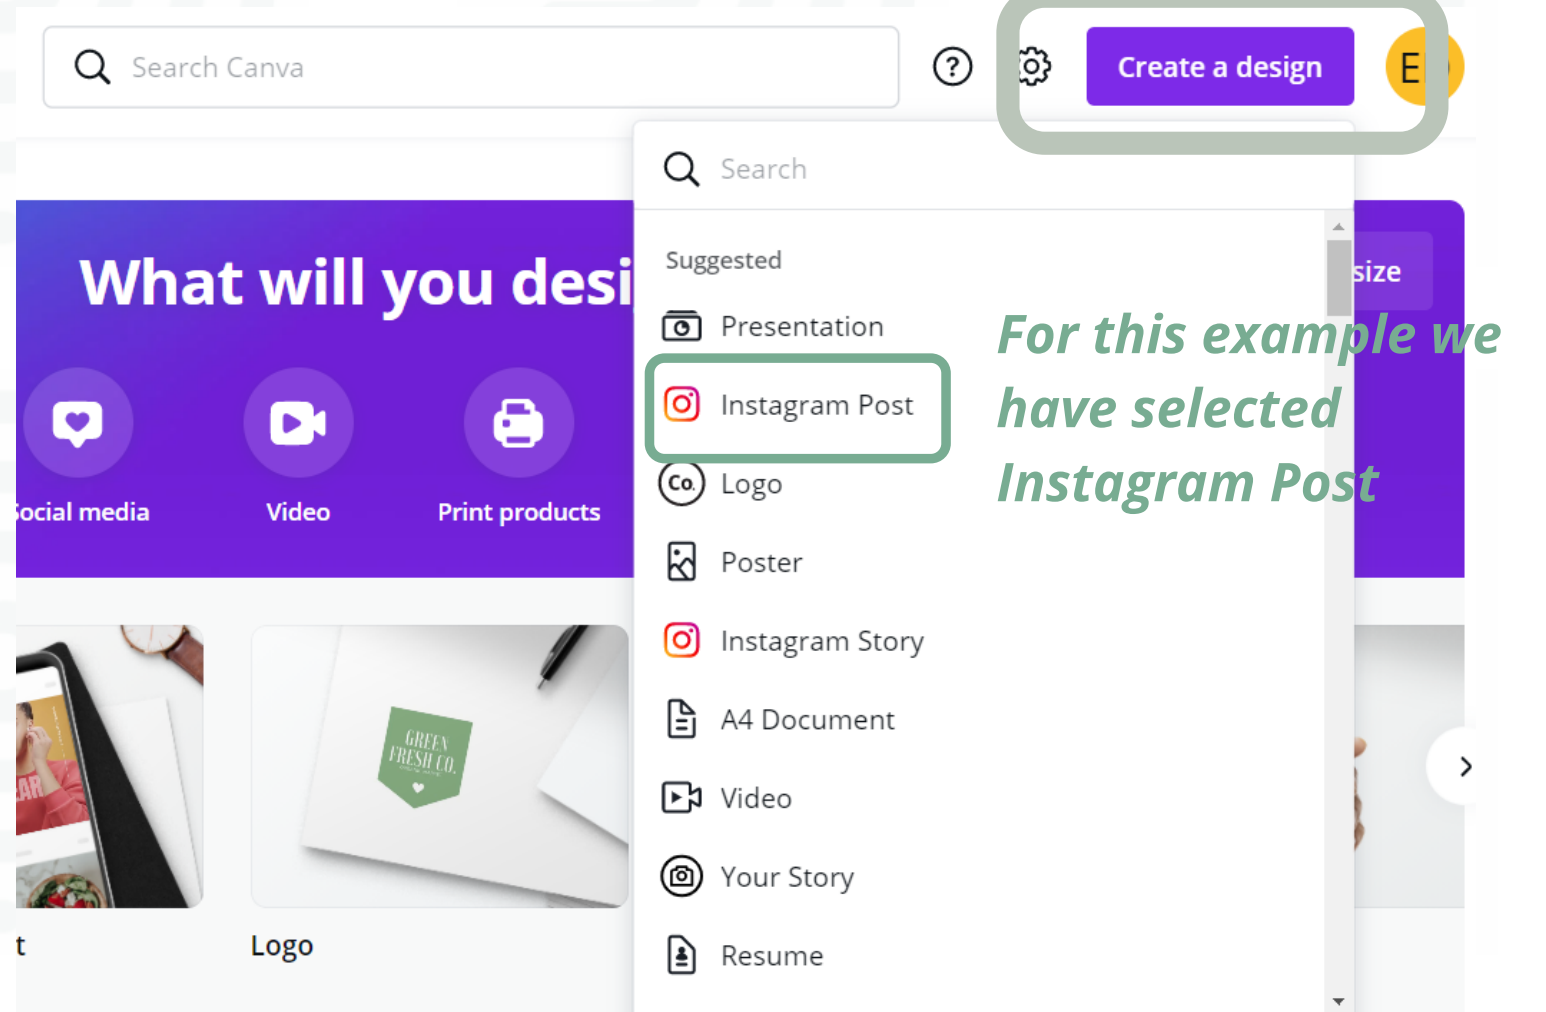 Search Canva
?
Create a design
E
Search
Suggested
What will you desi
size
Presentation
For this example we
have selected
Instagram Post
Instagram Post
Co.
Logo
ocial media
Video
Print products
Poster
Instagram Story
A4 Document
GREEN
FRESH CO.
Video
Your Story
t
Logo
Resume